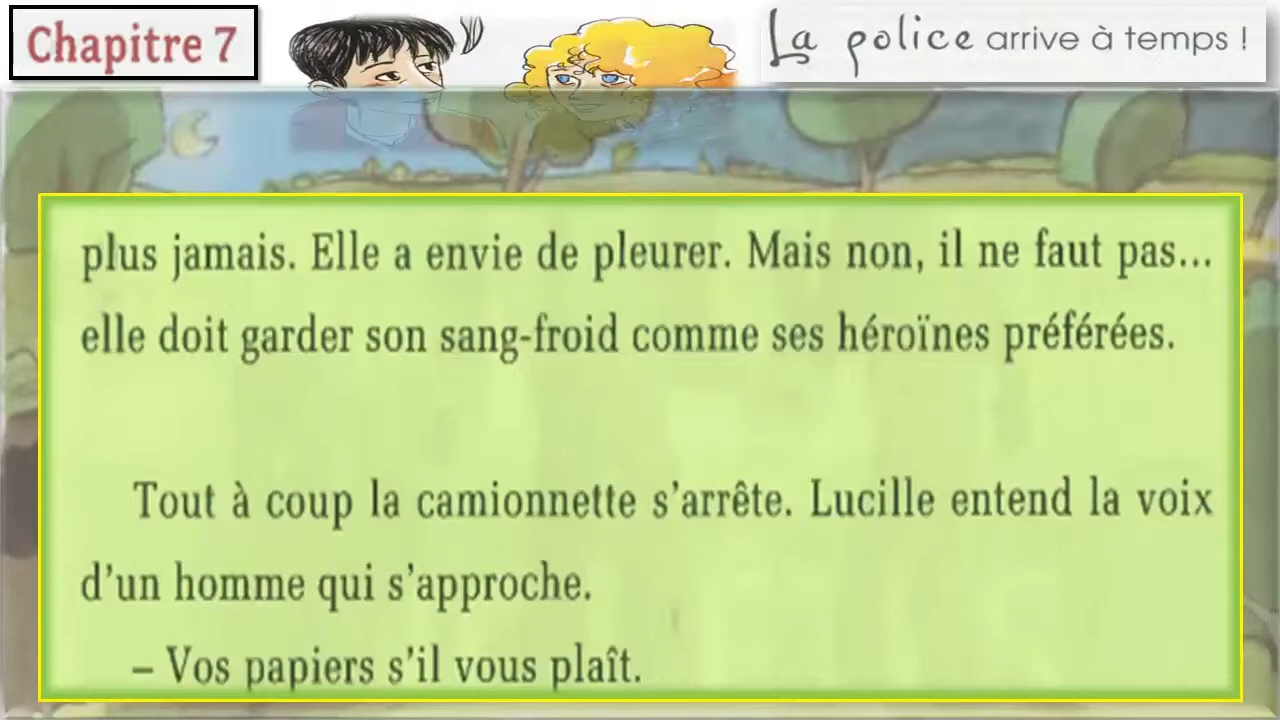 Chapitre 7
La police arrive à temps !
plus jamais. Elle a envie de pleurer. Mais non, il ne faut pas...
elle doit garder son sang-froid comme ses héroïnes préférées.
Tout à coup la camionnette s'arrête. Lucille entend la voix
d'un homme qui s'approche.
– Vos papiers s'il vous plaît.